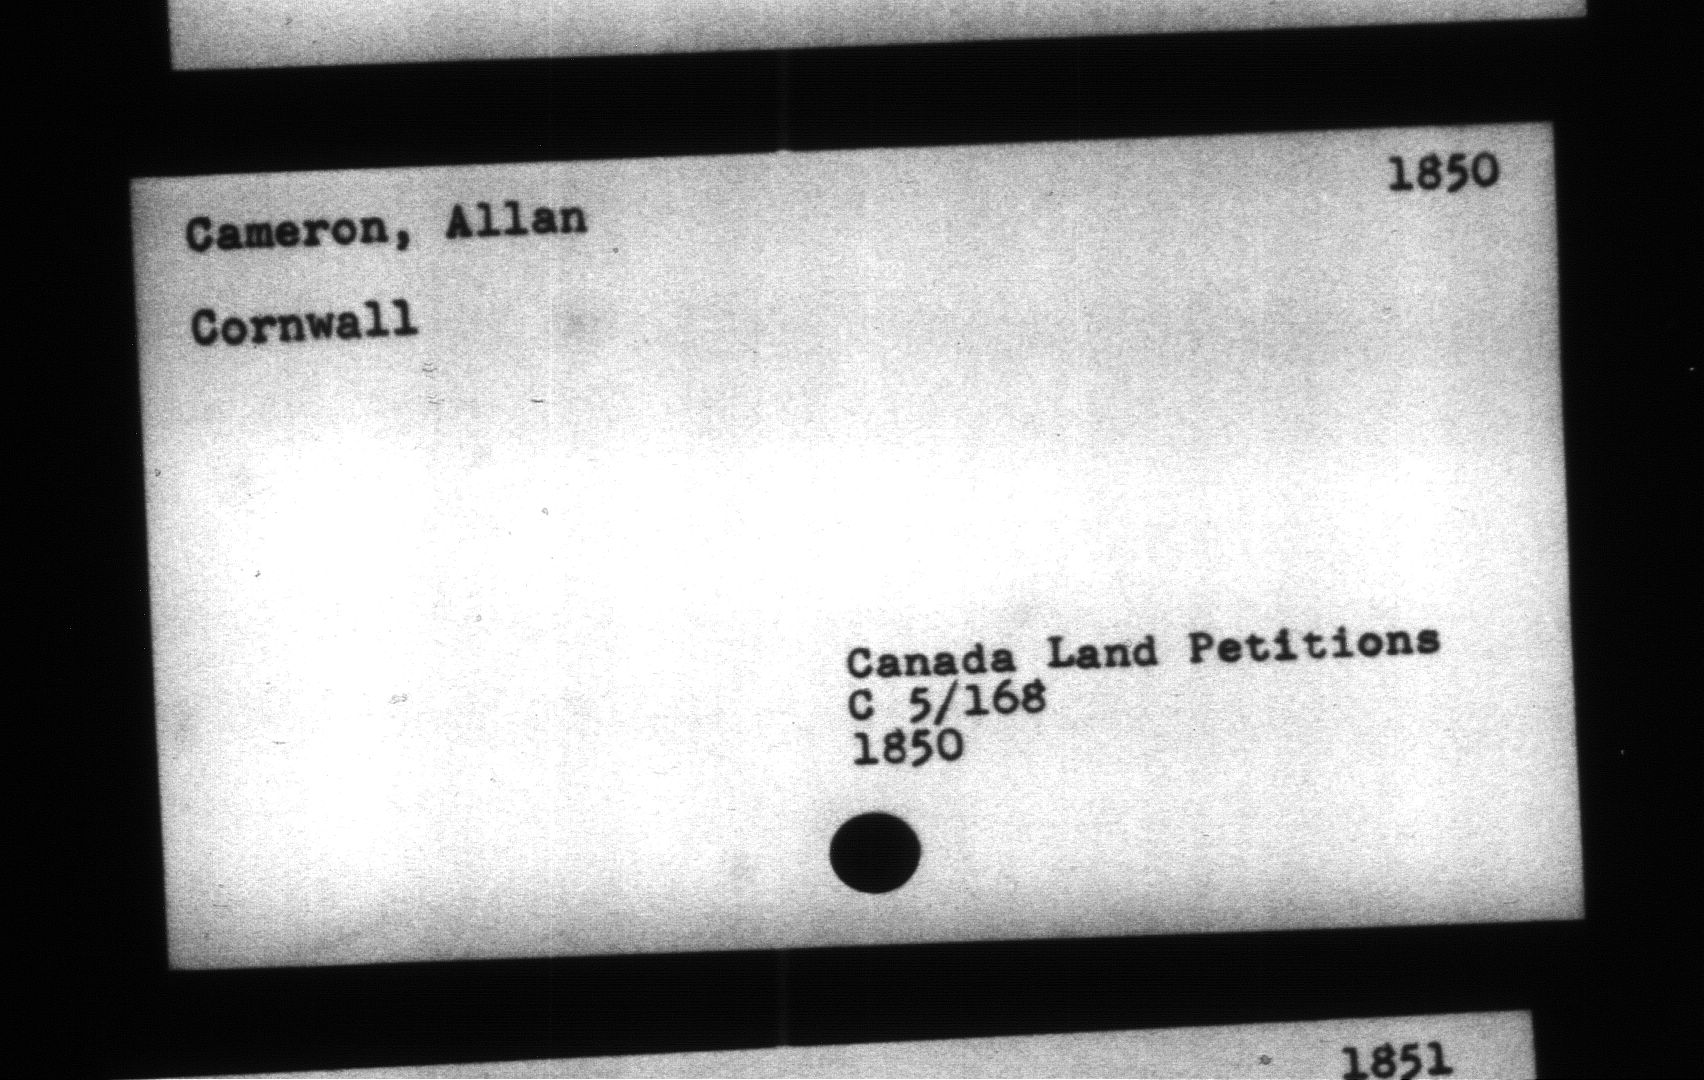 1850
Cameron, Allan
Cornwall
Canada Land Petitions
C 5/168
1850
1851